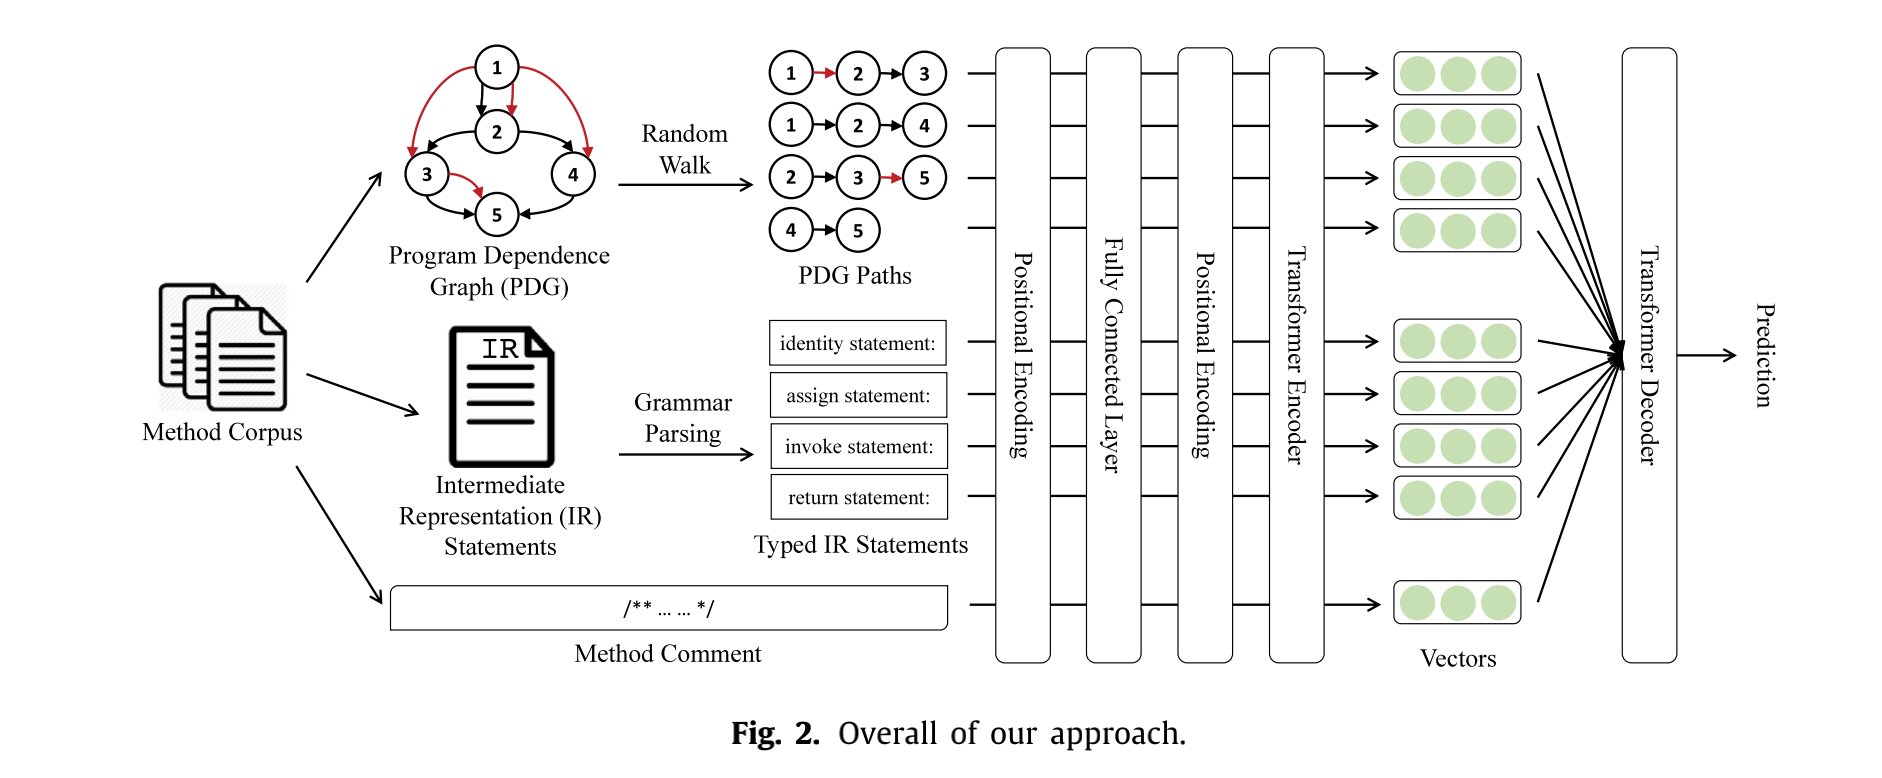 1
2
3
4
5
Program Dependence
Graph (PDG)
Random
Walk
1 2 3
1 2 4
2 3 5
4 5
PDG Paths
Method Corpus
IR
Intermediate
Representation (IR)
Statements
Grammar
Parsing
identity statement:
assign statement:
invoke statement:
return statement:
Typed IR Statements
/** ... ... */
Method Comment
Positional Encoding
Fully Connected Layer
Positional Encoding
Transformer Encoder
Vectors
Transformer Decoder
Prediction
Fig. 2. Overall of our approach.